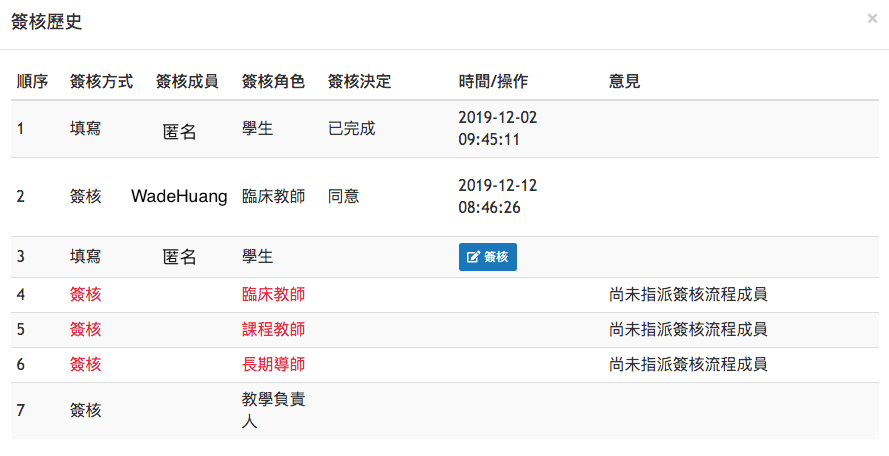 簽核歷史
×
順序 簽核方式 簽核成員 簽核角色 簽核決定 時間/操作 意見
1 填寫 匿名 學生 已完成 2019-12-02
09:45:11
2 簽核 WadeHuang 臨床教師 同意 2019-12-12
08:46:26
3 填寫 匿名 學生 簽核
4 簽核 臨床教師 尚未指派簽核流程成員
5 簽核 課程教師 尚未指派簽核流程成員
6 簽核 長期導師 尚未指派簽核流程成員
7 簽核 教學負責
人